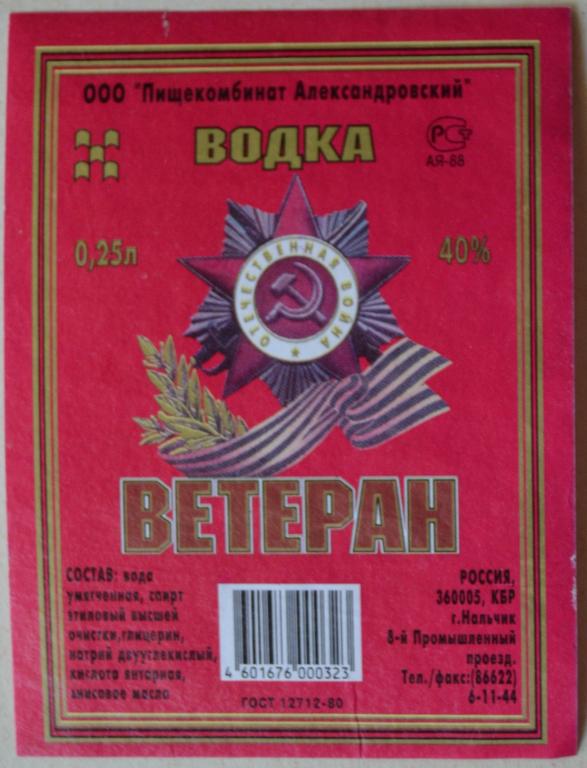 ООО "Пищекомбинат Александровский"
ВОДКА
АЯ-88
0,25л
40%
ОТЕЧЕСТВЕННАЯ ВОЙНА
ВЕТЕРАН
СОСТАВ: вода
умягченная, спирт
этиловый высшей
очистки,глицерин,
натрий двууглекислый,
кислота янтарная,
анисовое масло
4 601676 000323
ГОСТ 12712-80
РОССИЯ,
360005, КБР
г.Нальчик
8-й Промышленный
проезд.
Тел./факс:(86622)
6-11-44